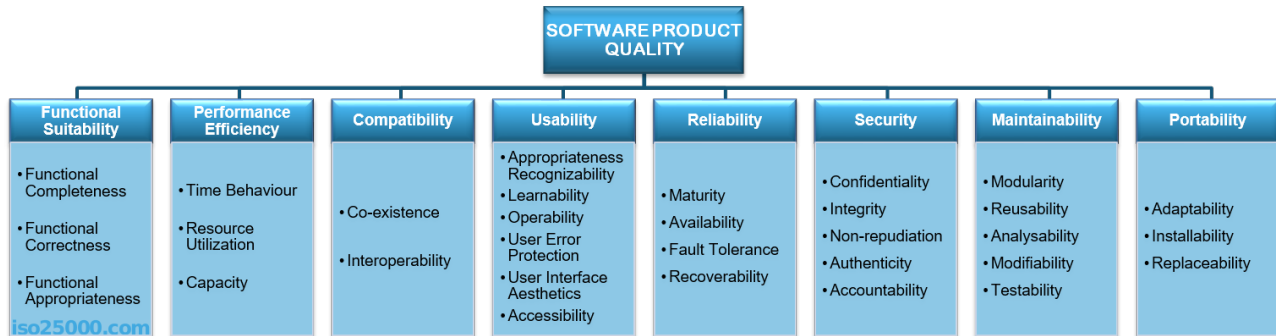 SOFTWARE PRODUCT
QUALITY
Functional
Suitability
• Functional
Completeness
• Functional
Correctness
• Functional
Appropriateness
Performance
Efficiency
• Time Behaviour
• Resource
Utilization
• Capacity
Compatibility
• Co-existence
• Interoperability
Usability
• Appropriateness
Recognizability
• Learnability
• Operability
• User Error
Protection
• User Interface
Aesthetics
• Accessibility
Reliability
• Maturity
• Availability
• Fault Tolerance
• Recoverability
Security
• Confidentiality
• Integrity
• Non-repudiation
• Authenticity
• Accountability
Maintainability
• Modularity
• Reusability
• Analysability
• Modifiability
• Testability
Portability
• Adaptability
• Installability
• Replaceability
iso25000.com